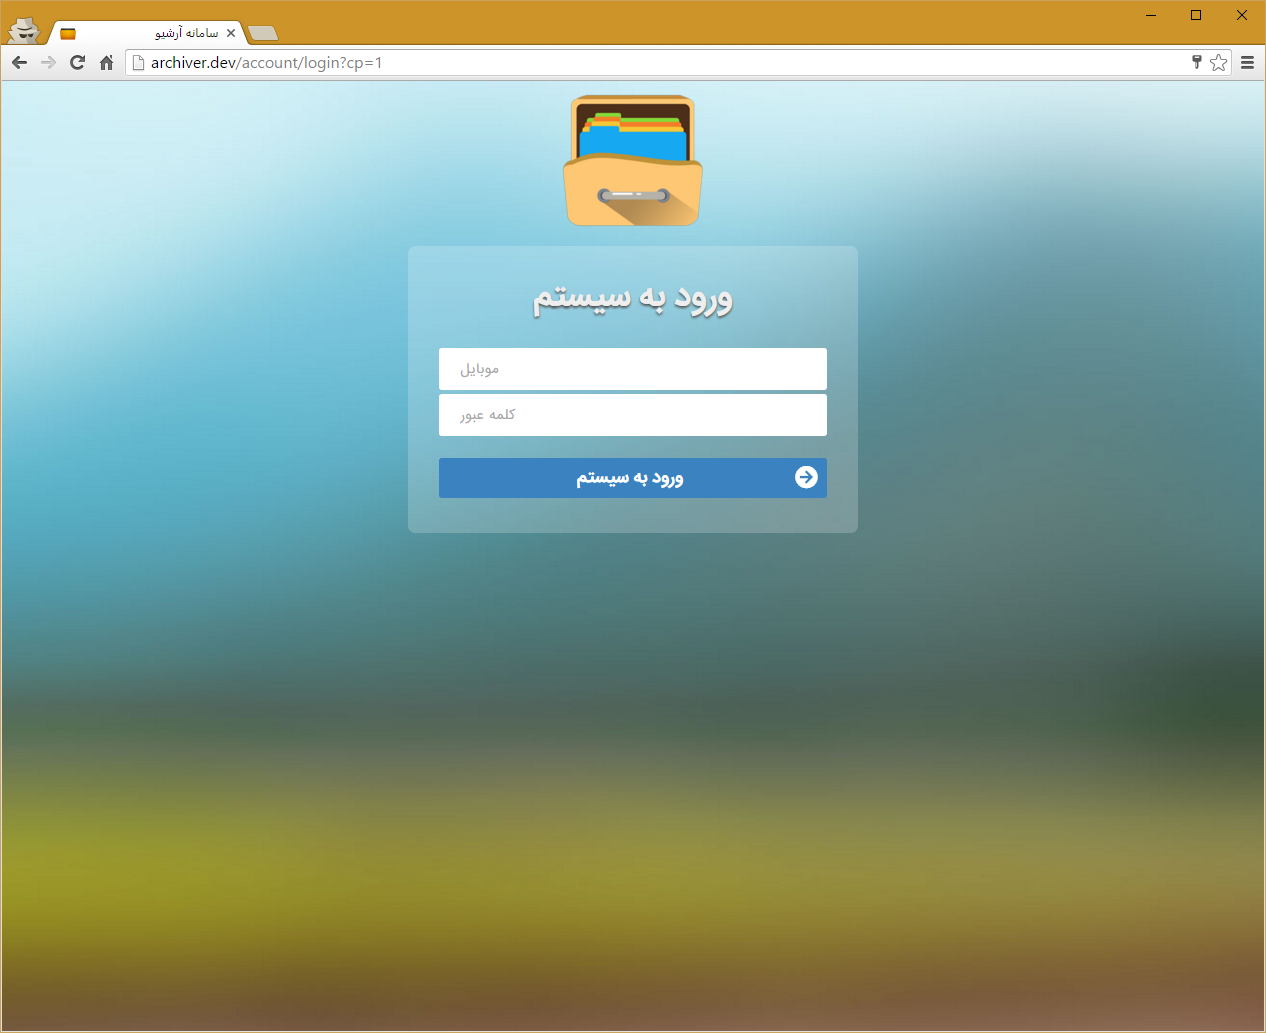 سامانه آرشیو
archiver.dev/account/login?cp=1
ورود به سیستم
موبایل
کلمه عبور
ورود به سیستم